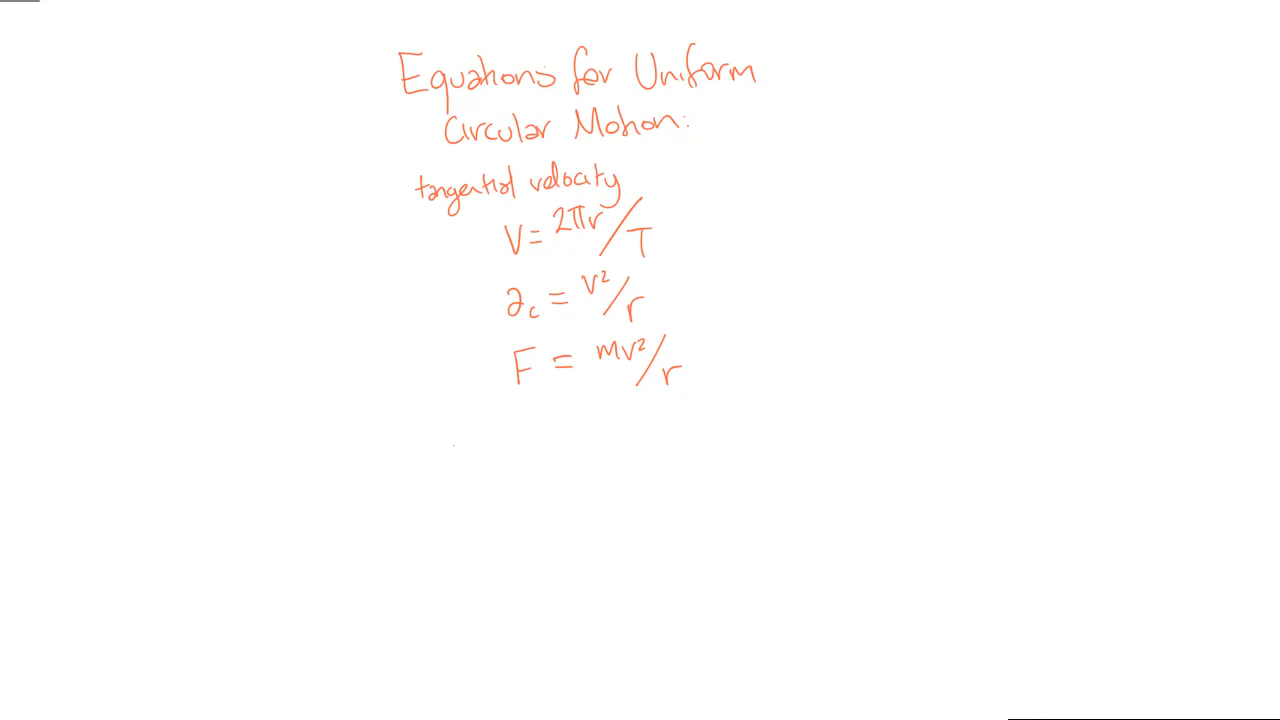 Equations for Uniform
Circular Motion:
tangential velocity
V = 2πr/T
a_c = v²/r
F = mv²/r